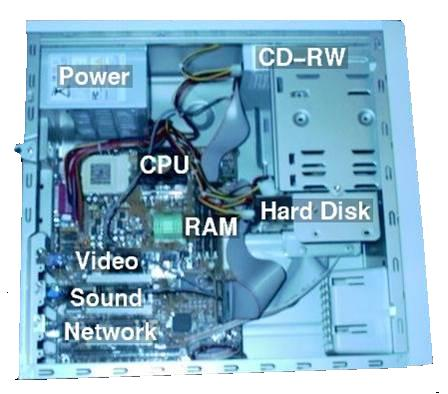 CD-RW
Power
CPU
Hard Disk
RAM
Video
Sound
Network